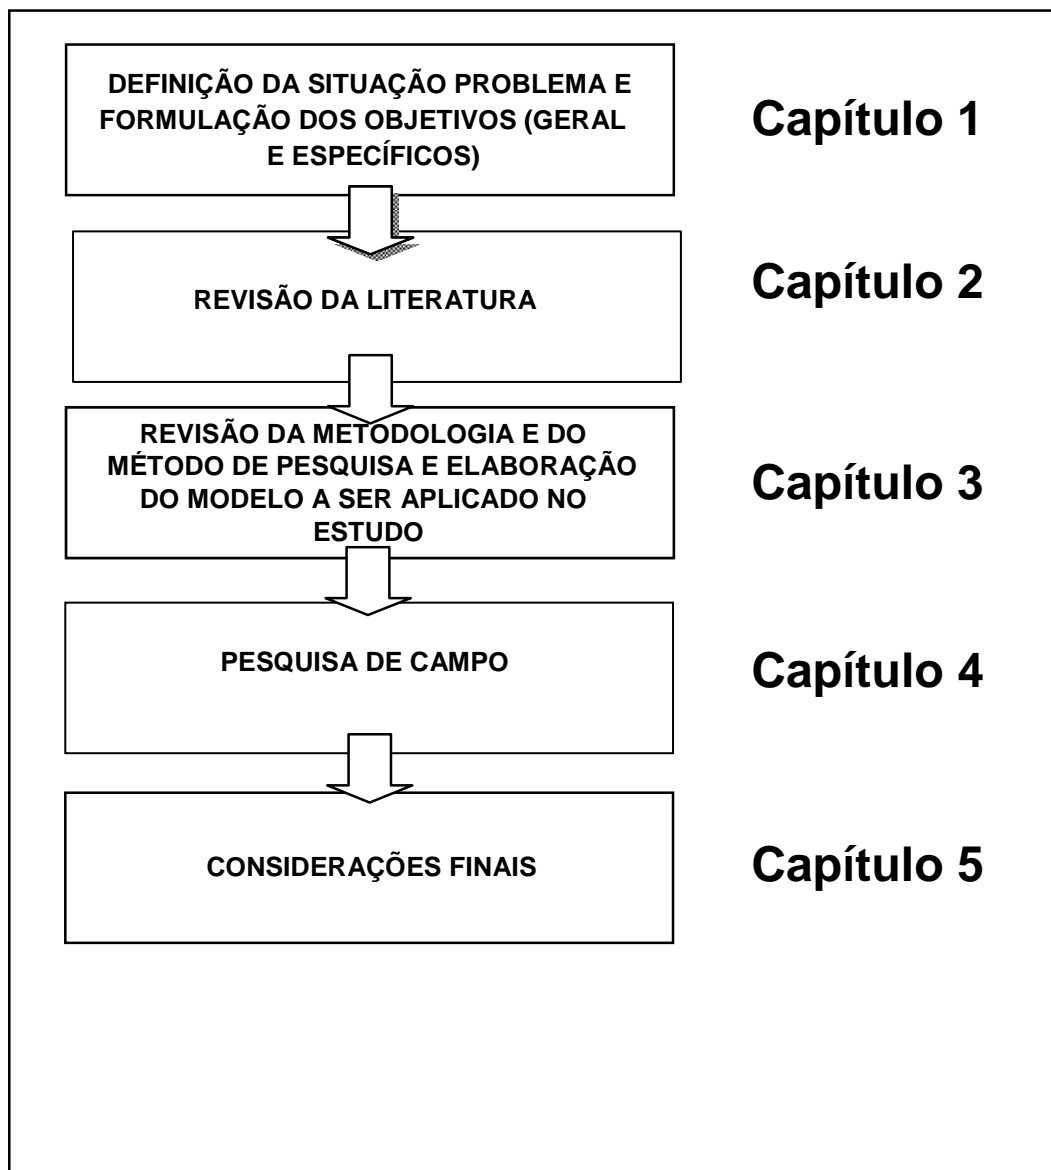 DEFINIÇÃO DA SITUAÇÃO PROBLEMA E
FORMULAÇÃO DOS OBJETIVOS (GERAL
E ESPECÍFICOS)
Capítulo 1
REVISÃO DA LITERATURA
Capítulo 2
REVISÃO DA METODOLOGIA E DO
MÉTODO DE PESQUISA E ELABORAÇÃO
DO MODELO A SER APLICADO NO
ESTUDO
Capítulo 3
PESQUISA DE CAMPO
Capítulo 4
CONSIDERAÇÕES FINAIS
Capítulo 5